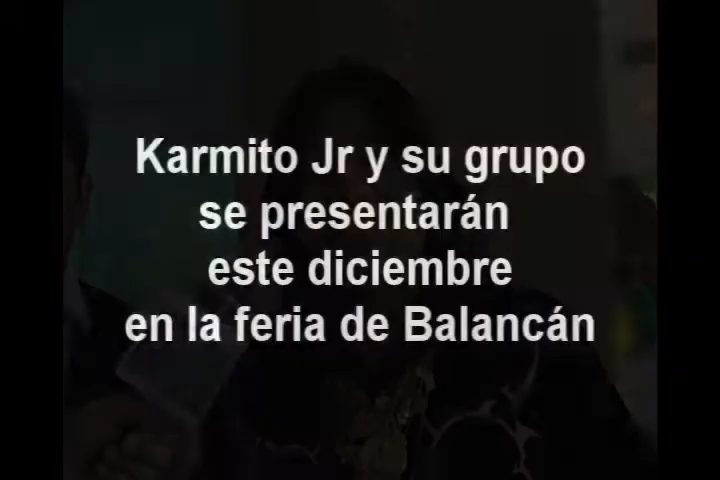 Karmito Jr y su grupo
se presentarán
este diciembre
en la feria de Balancán